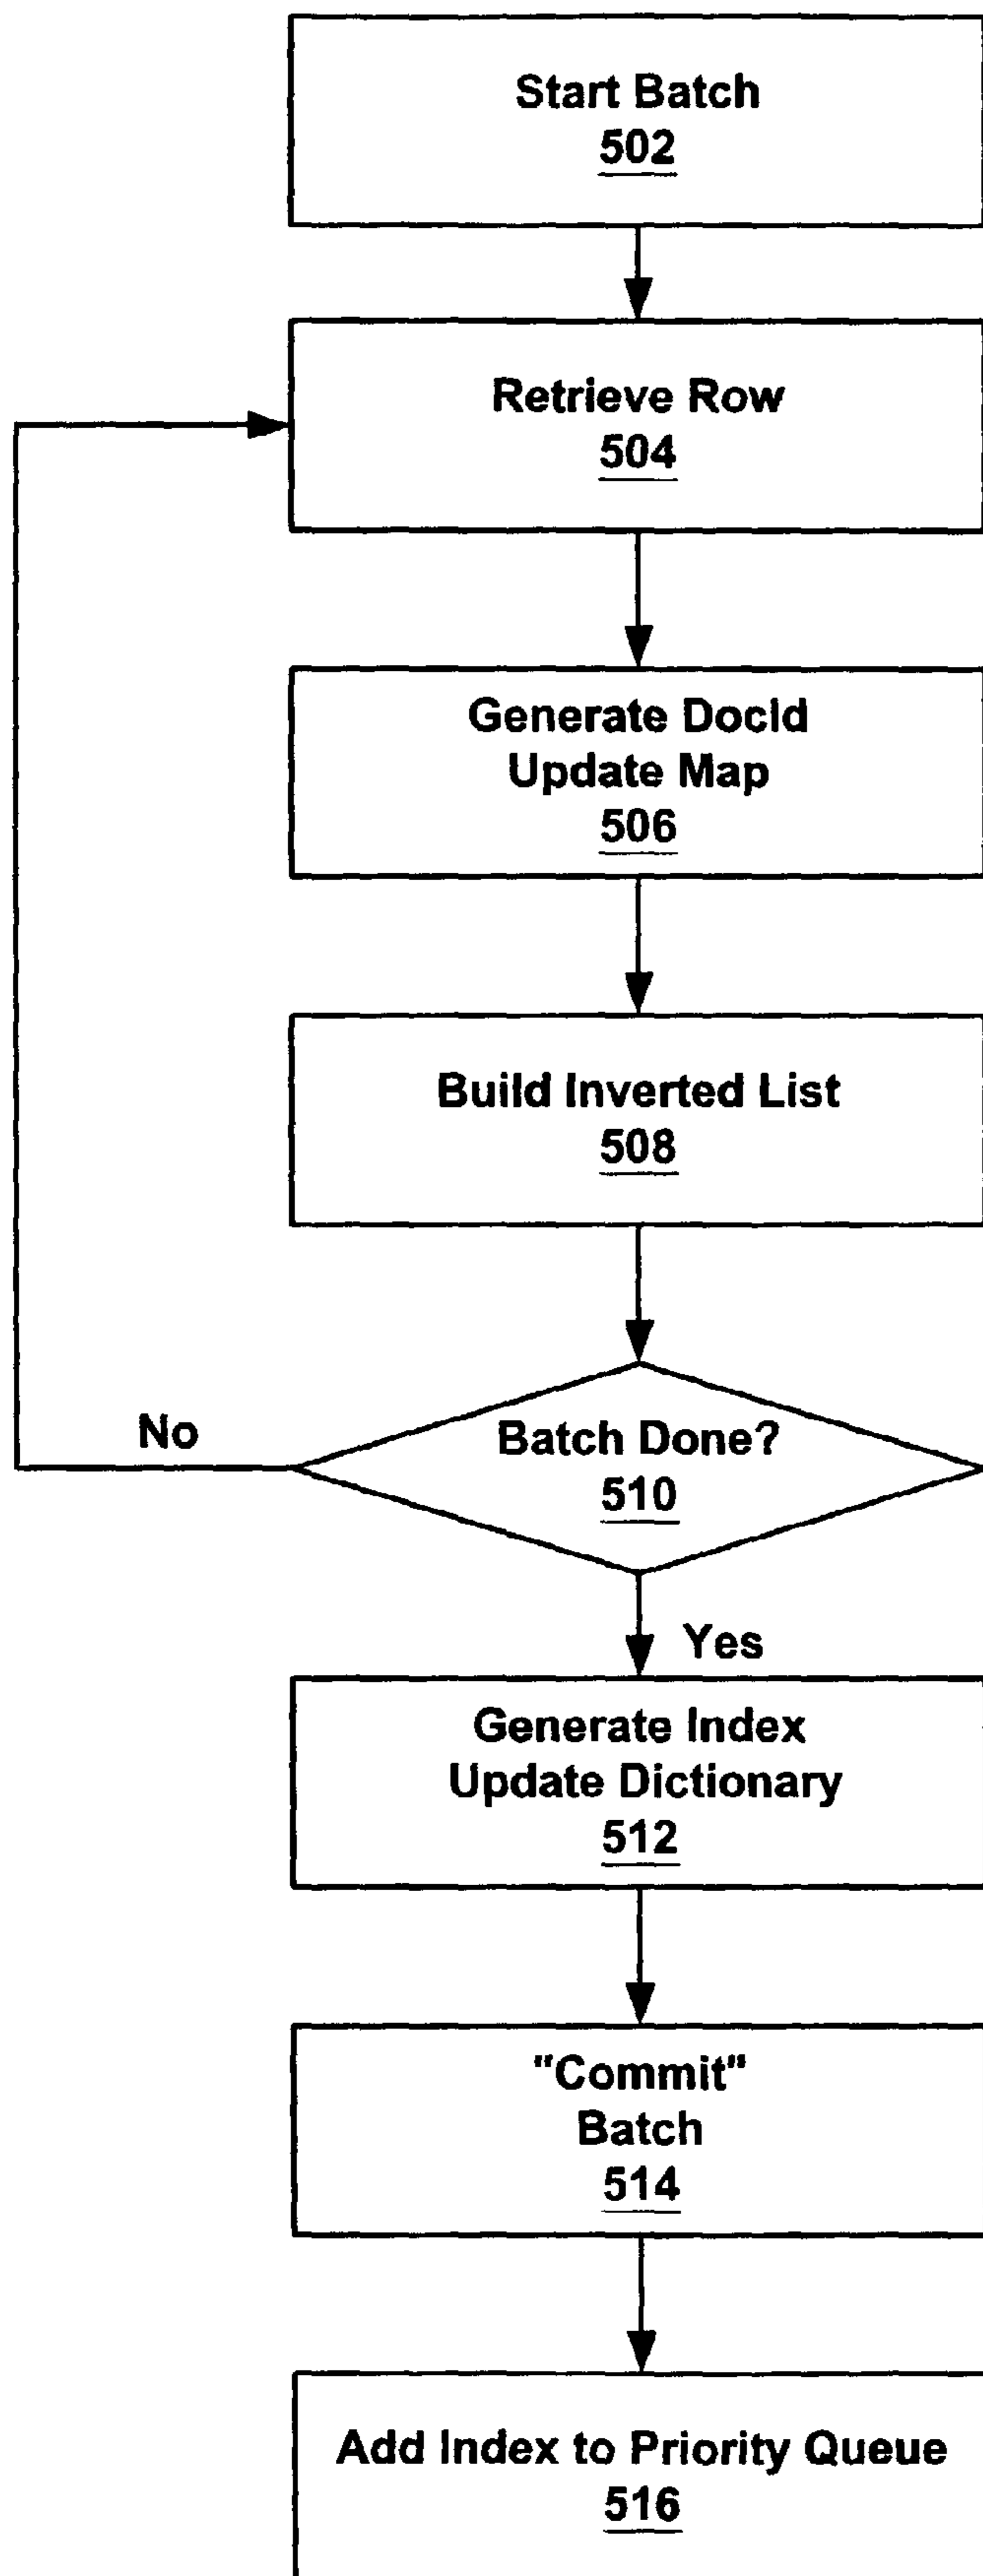 Start Batch
502
Retrieve Row
504
Generate DocId
Update Map
506
Build Inverted List
508
Batch Done?
510
No
Yes
Generate Index
Update Dictionary
512
"Commit"
Batch
514
Add Index to Priority Queue
516